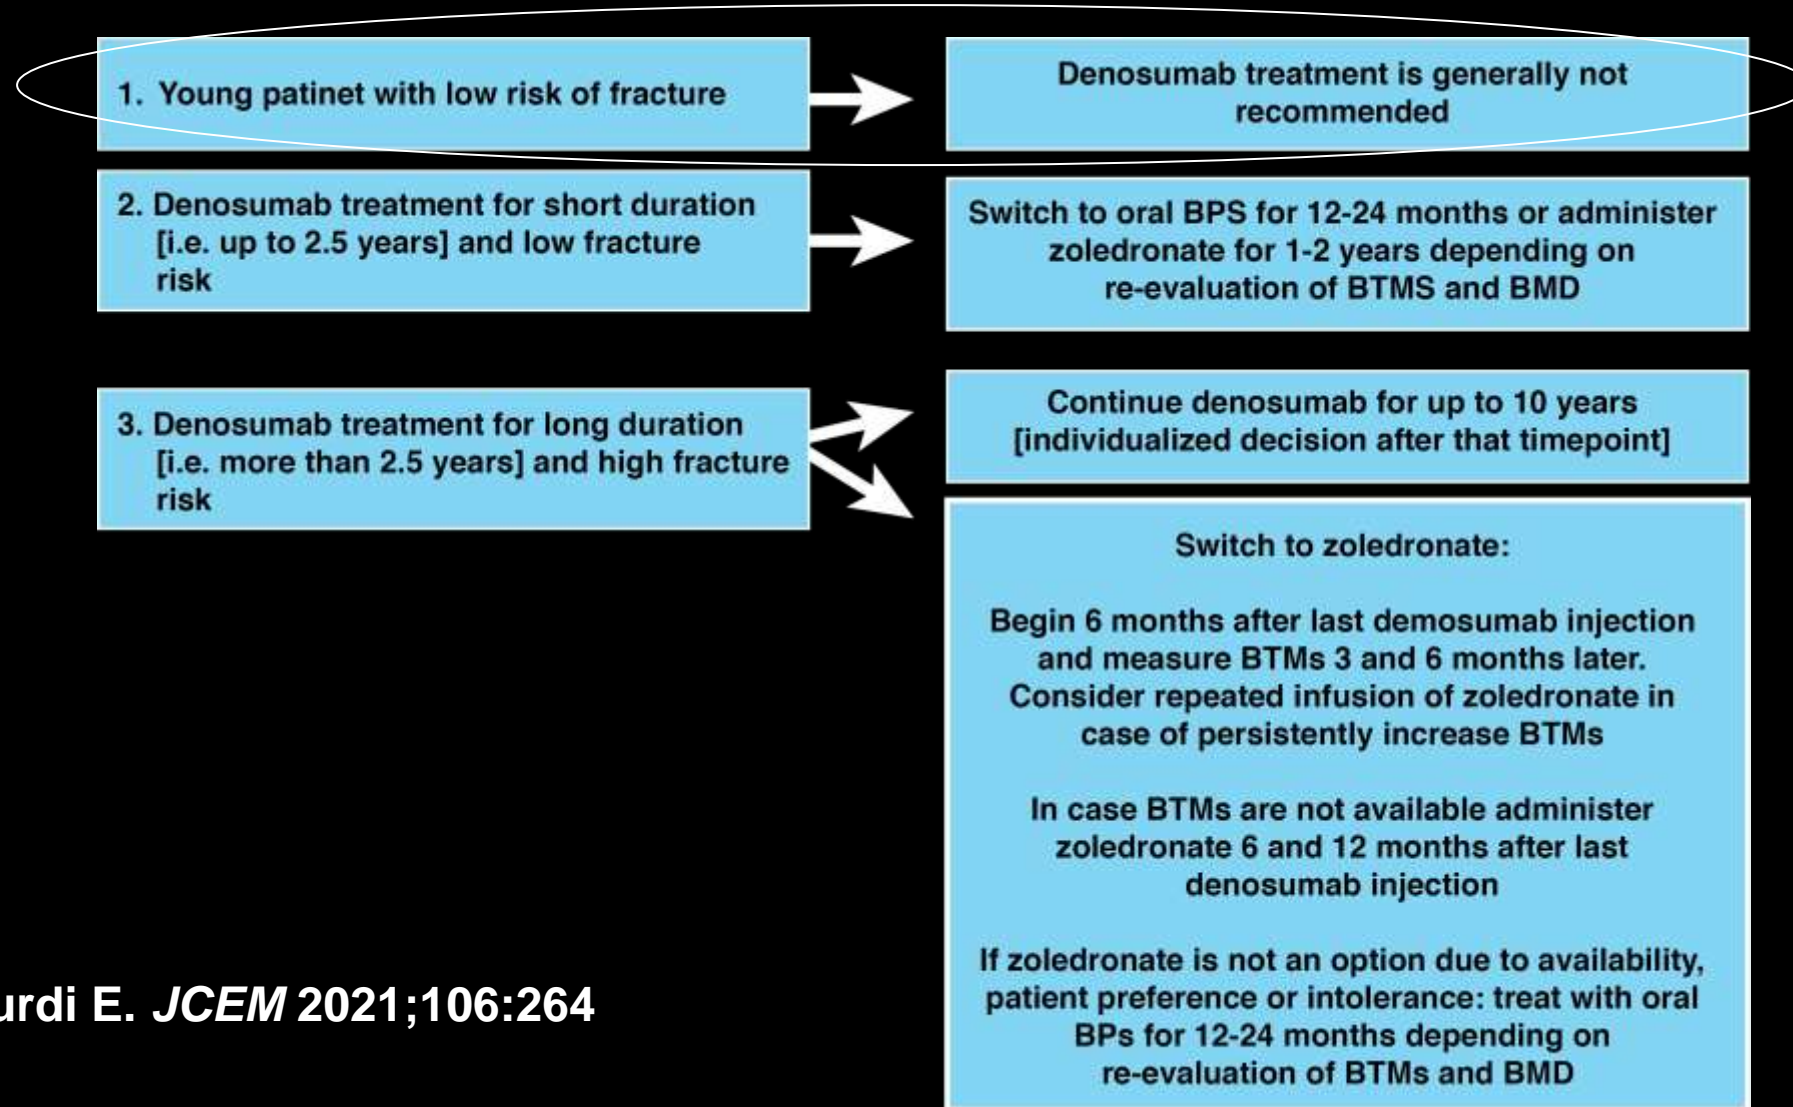 1. Young patinet with low risk of fracture
Denosumab treatment is generally not
recommended
2. Denosumab treatment for short duration
[i.e. up to 2.5 years] and low fracture
risk
Switch to oral BPS for 12-24 months or administer
zoledronate for 1-2 years depending on
re-evaluation of BTMS and BMD
3. Denosumab treatment for long duration
[i.e. more than 2.5 years] and high fracture
risk
Continue denosumab for up to 10 years
[individualized decision after that timepoint]
Switch to zoledronate:
Begin 6 months after last demosumab injection
and measure BTMs 3 and 6 months later.
Consider repeated infusion of zoledronate in
case of persistently increase BTMs
In case BTMs are not available administer
zoledronate 6 and 12 months after last
denosumab injection
If zoledronate is not an option due to availability,
patient preference or intolerance: treat with oral
BPs for 12-24 months depending on
re-evaluation of BTMs and BMD
urdi E. JCEM 2021;106:264